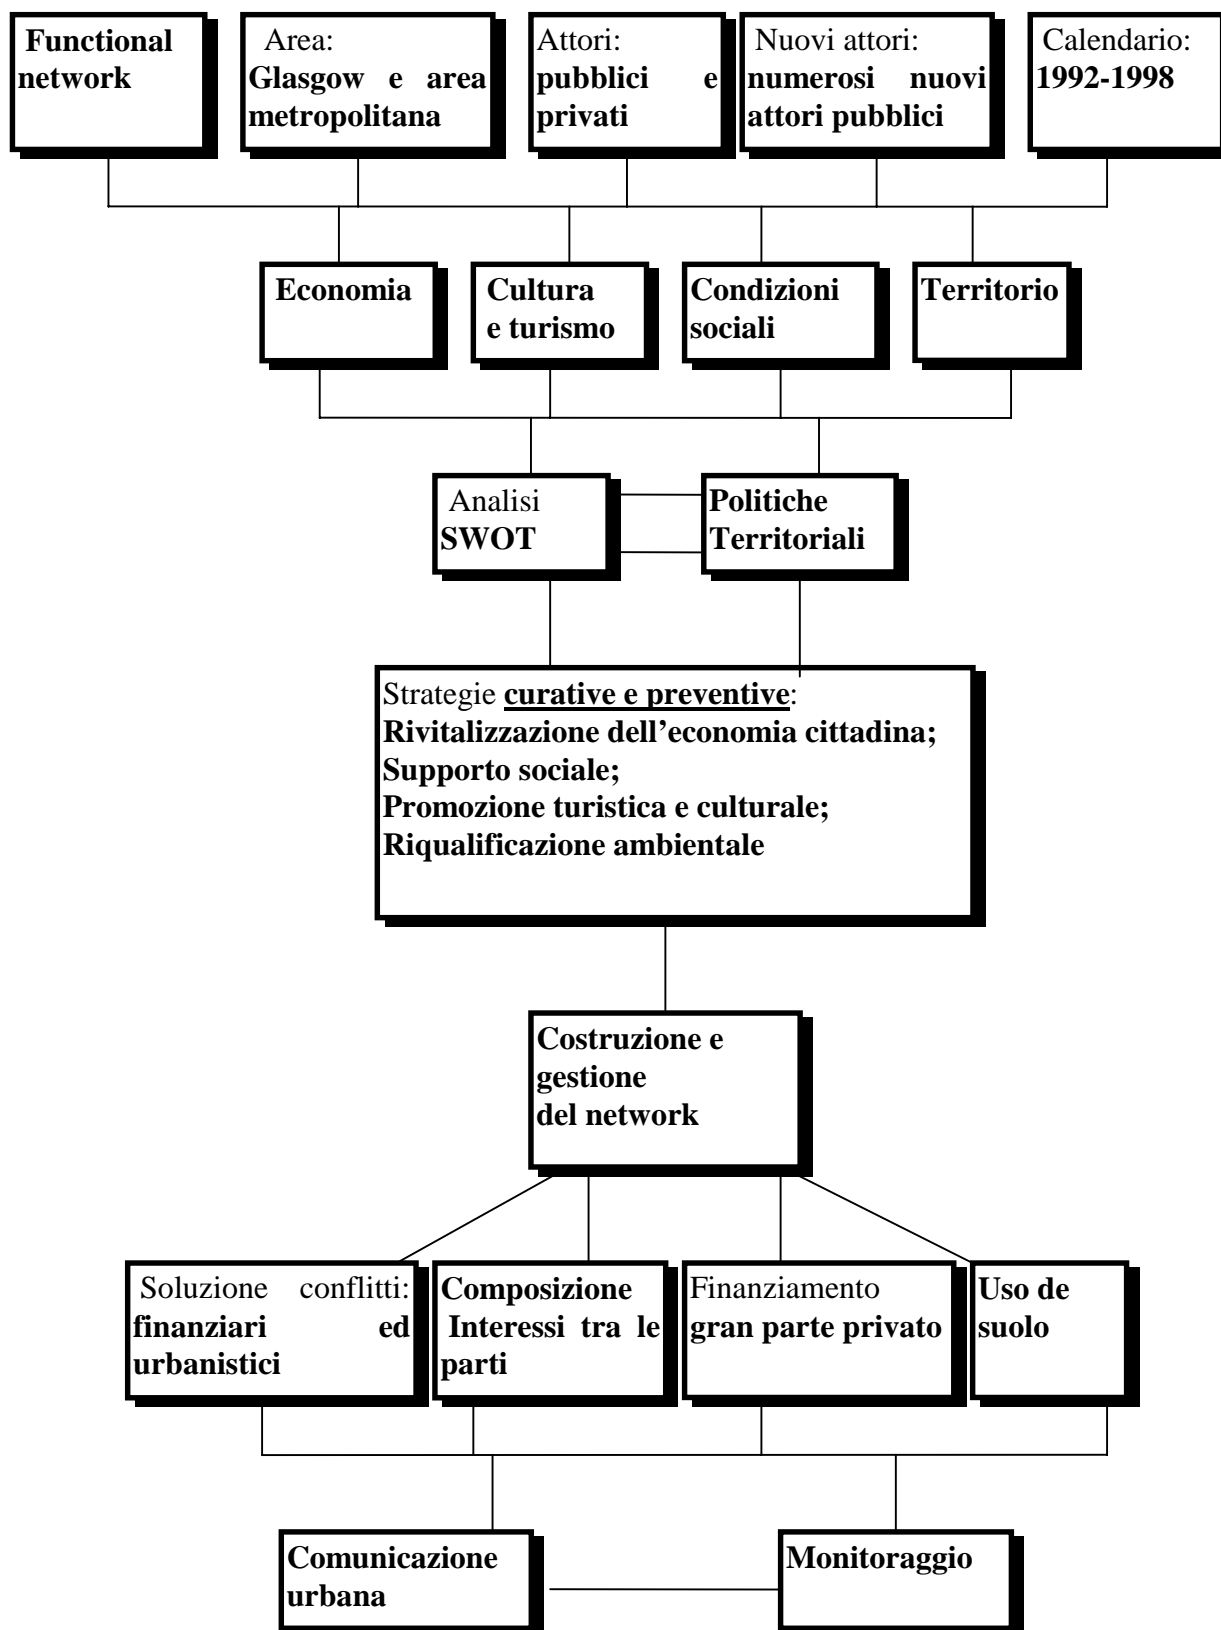 Functional
network
Area:
Glasgow e area
metropolitana
Attori:
pubblici e
privati
Nuovi attori:
numerosi nuovi
attori pubblici
Calendario:
1992-1998
Economia
Cultura
e turismo
Condizioni
sociali
Territorio
Analisi
SWOT
Politiche
Territoriali
Strategie curative e preventive:
Rivitalizzazione dell’economia cittadina;
Supporto sociale;
Promozione turistica e culturale;
Riqualificazione ambientale
Costruzione e
gestione
del network
Soluzione conflitti:
finanziari ed
urbanistici
Composizione
Interessi tra le
parti
Finanziamento
gran parte privato
Uso de
suolo
Comunicazione
urbana
Monitoraggio